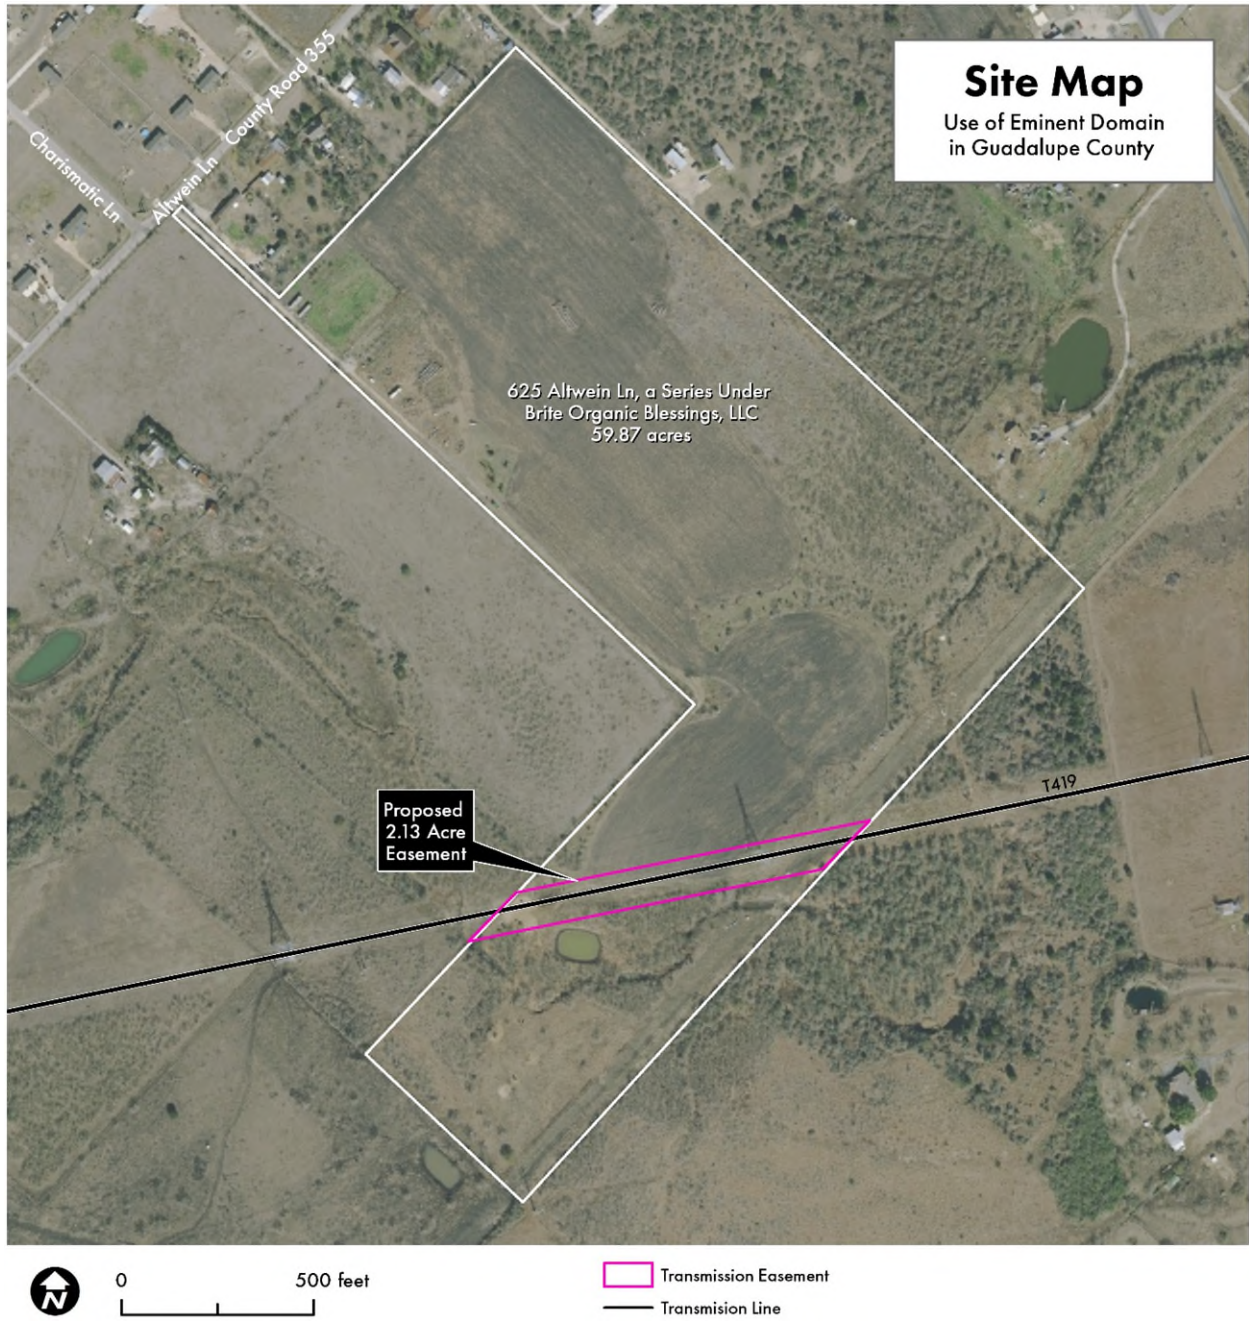 Site Map
Use of Eminent Domain
in Guadalupe County
County Road 355
Altwein Ln
Charismatic Ln
625 Altwein Ln, a Series Under
Brite Organic Blessings, LLC
59.87 acres
T419
Proposed
2.13 Acre
Easement
N
0
500 feet
Transmission Easement
Transmision Line